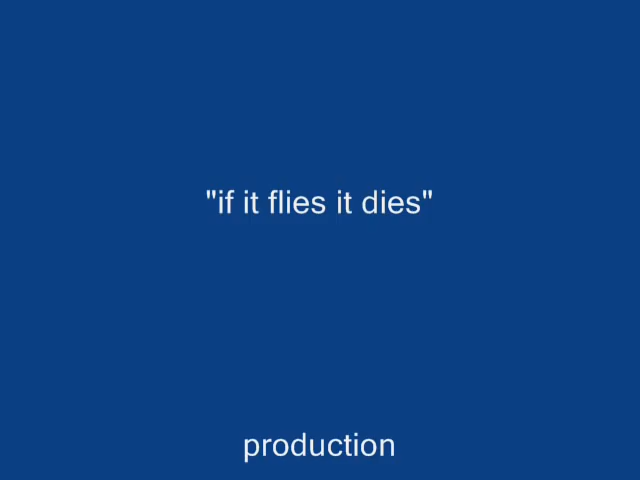 "if it flies it dies"
production